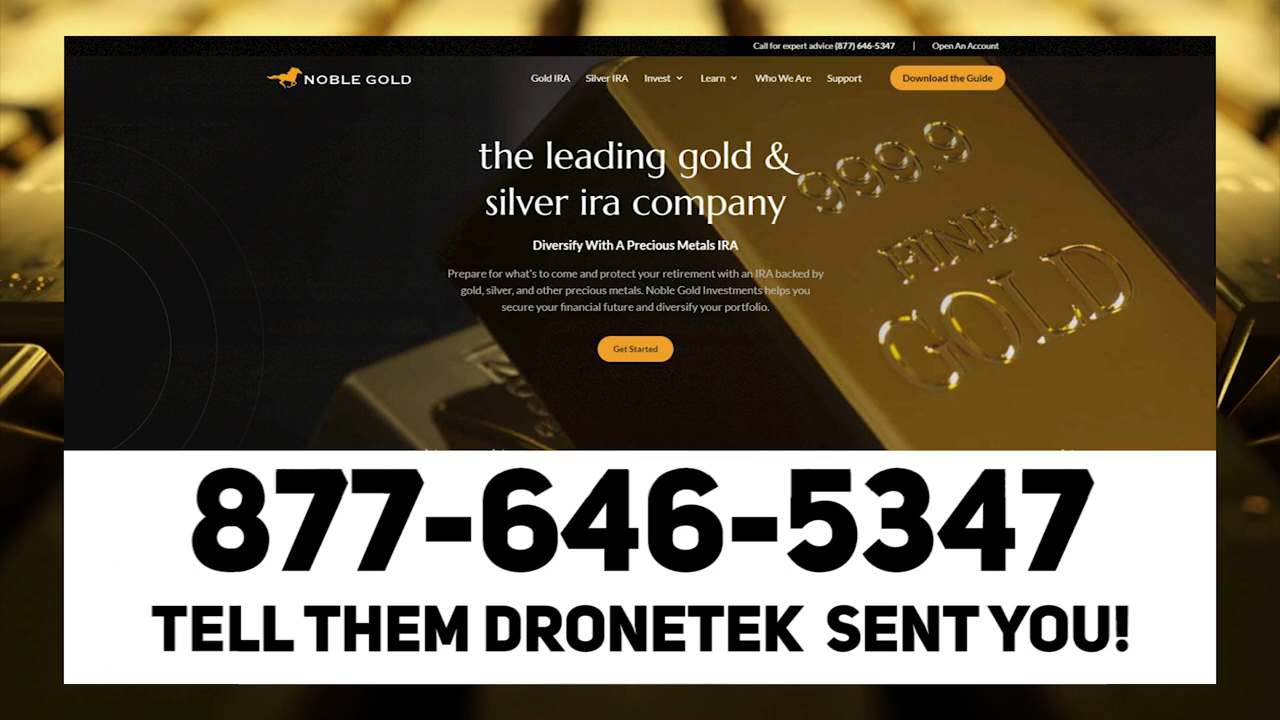 Call for expert advice (877) 646-5347 | Open An Account
NOBLE GOLD
Gold IRA Silver IRA Invest Learn Who We Are Support Download the Guide
the leading gold &
silver ira company
Diversify With A Precious Metals IRA
Prepare for what's to come and protect your retirement with an IRA backed by
gold, silver, and other precious metals. Noble Gold Investments helps you
secure your financial future and diversify your portfolio.
Get Started
999.9
FINE
GOLD
877-646-5347
TELL THEM DRONETEK SENT YOU!